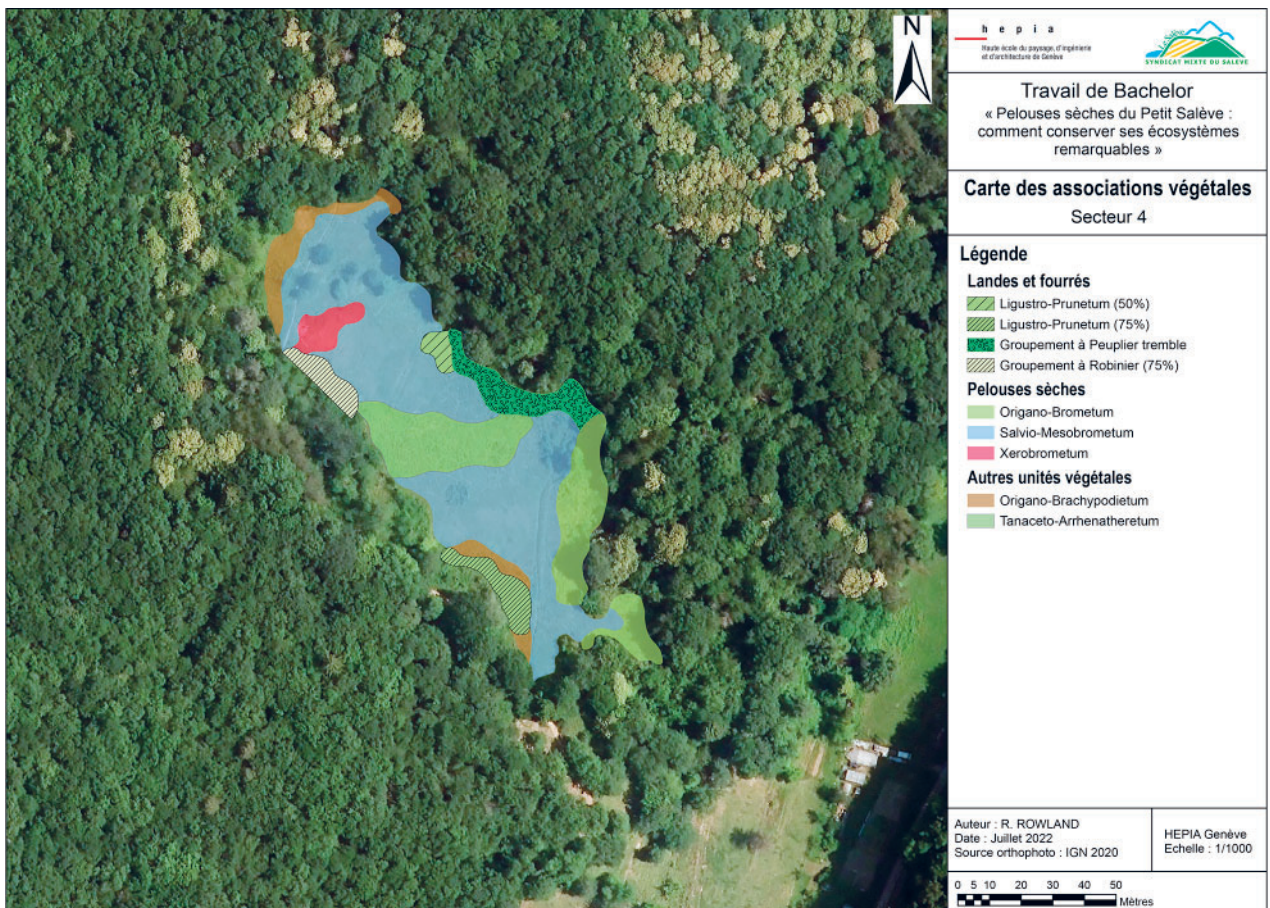 N
h e p i a
Haute école du paysage, d'ingénierie
et d'architecture de Genève
Le Salève
SYNDICAT MIXTE DU SALEVE
Travail de Bachelor
« Pelouses sèches du Petit Salève :
comment conserver ses écosystèmes
remarquables »
Carte des associations végétales
Secteur 4
Légende
Landes et fourrés
Ligustro-Prunetum (50%)
Ligustro-Prunetum (75%)
Groupement à Peuplier tremble
Groupement à Robinier (75%)
Pelouses sèches
Origano-Brometum
Salvio-Mesobrometum
Xerobrometum
Autres unités végétales
Origano-Brachypodietum
Tanaceto-Arrhenatheretum
Auteur : R. ROWLAND
Date : Juillet 2022
Source orthophoto : IGN 2020
HEPIA Genève
Echelle : 1/1000
0 5 10 20 30 40 50
Mètres